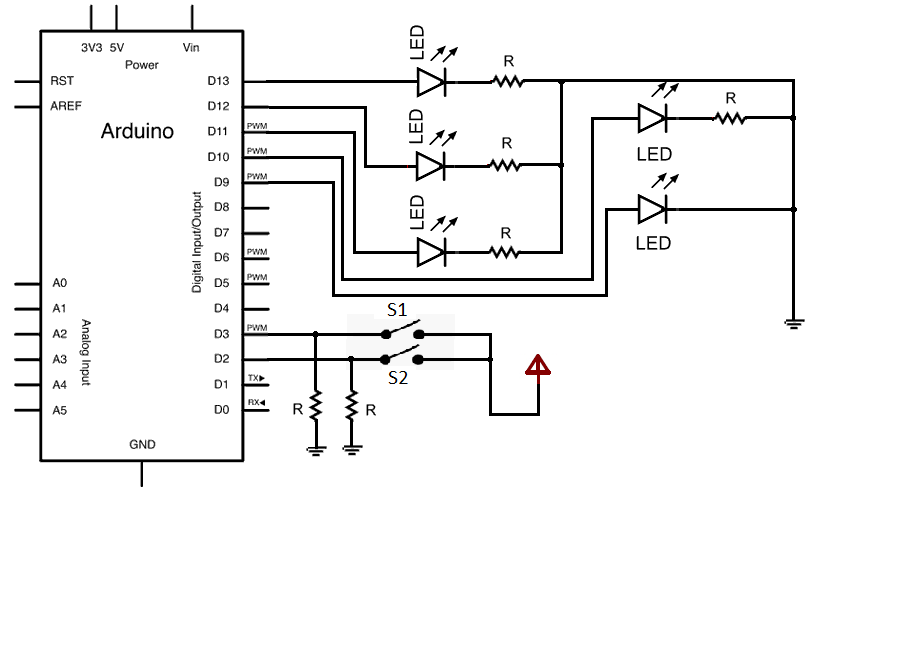 3V3 5V Vin
Power
Arduino
RST
AREF
A0
A1
A2
A3
A4
A5
Analog Input
GND
Digital Input/Output
D13
D12
D11 PWM
D10 PWM
D9 PWM
D8
D7
D6 PWM
D5 PWM
D4
D3 PWM
D2
D1 TX
D0 RX
LED R
LED R
LED R
R
LED
LED
S1
S2
R R